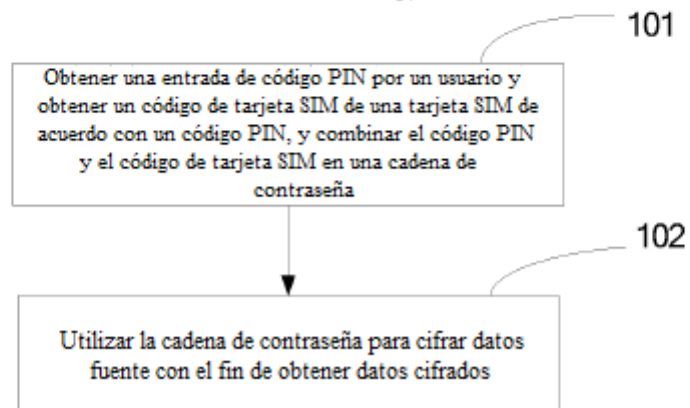 101
Obtener una entrada de código PIN por un usuario y
obtener un código de tarjeta SIM de una tarjeta SIM de
acuerdo con un código PIN, y combinar el código PIN
y el código de tarjeta SIM en una cadena de
contraseña
102
Utilizar la cadena de contraseña para cifrar datos
fuente con el fin de obtener datos cifrados